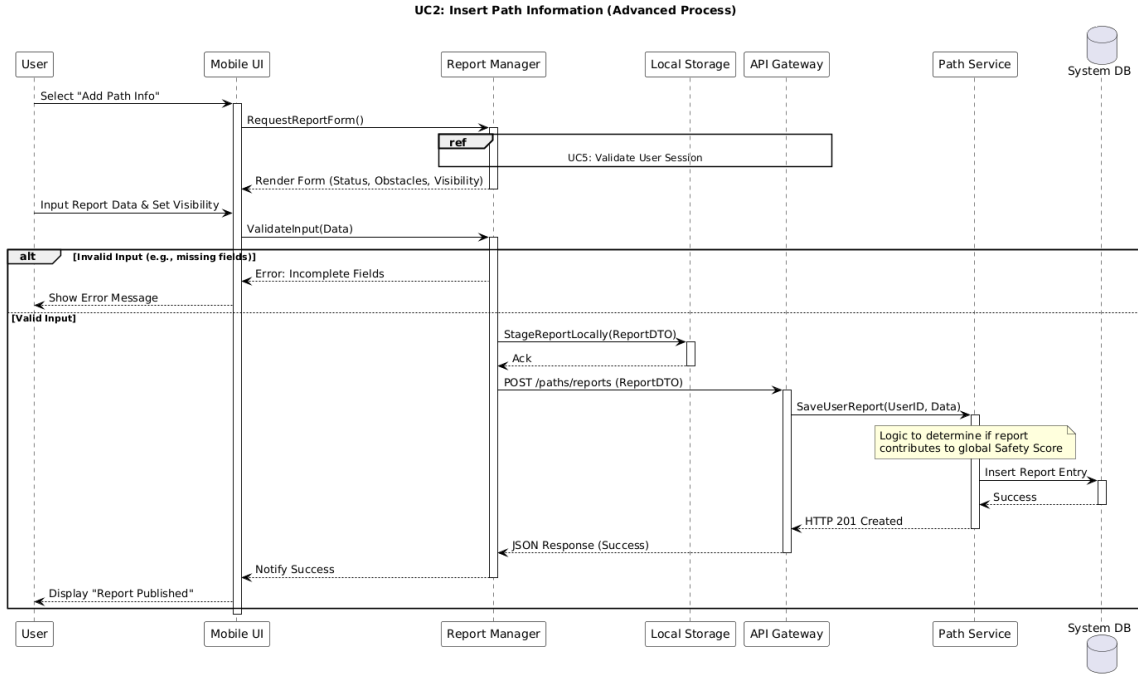 UC2: Insert Path Information (Advanced Process)
User
Mobile UI
Report Manager
Local Storage
API Gateway
Path Service
System DB
Select "Add Path Info"
RequestReportForm()
ref
UC5: Validate User Session
Render Form (Status, Obstacles, Visibility)
Input Report Data & Set Visibility
ValidateInput(Data)
alt
[Invalid Input (e.g., missing fields)]
Error: Incomplete Fields
Show Error Message
[Valid Input]
StageReportLocally(ReportDTO)
Ack
POST /paths/reports (ReportDTO)
SaveUserReport(UserID, Data)
Logic to determine if report
contributes to global Safety Score
Insert Report Entry
Success
HTTP 201 Created
JSON Response (Success)
Notify Success
Display "Report Published"
User
Mobile UI
Report Manager
Local Storage
API Gateway
Path Service
System DB